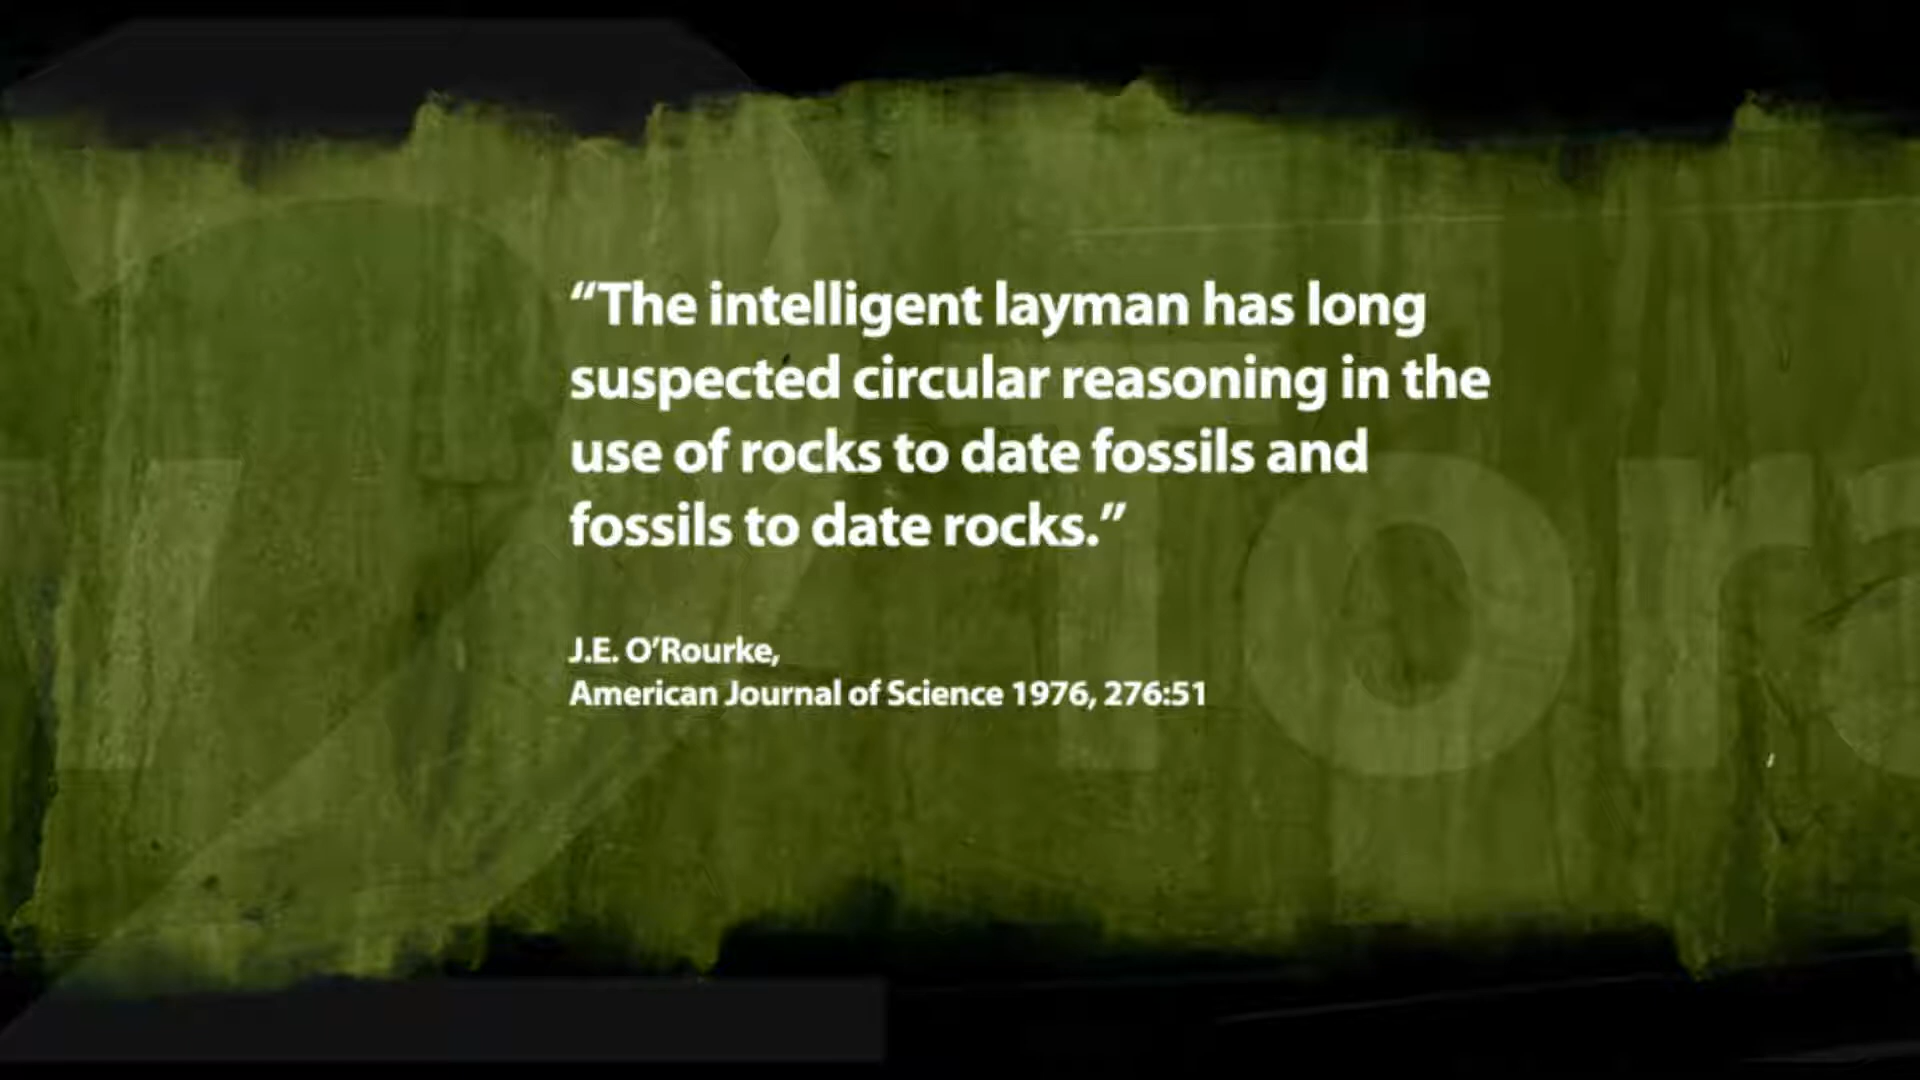 “The intelligent layman has long
suspected circular reasoning in the
use of rocks to date fossils and
fossils to date rocks.”
J.E. O’Rourke,
American Journal of Science 1976, 276:51